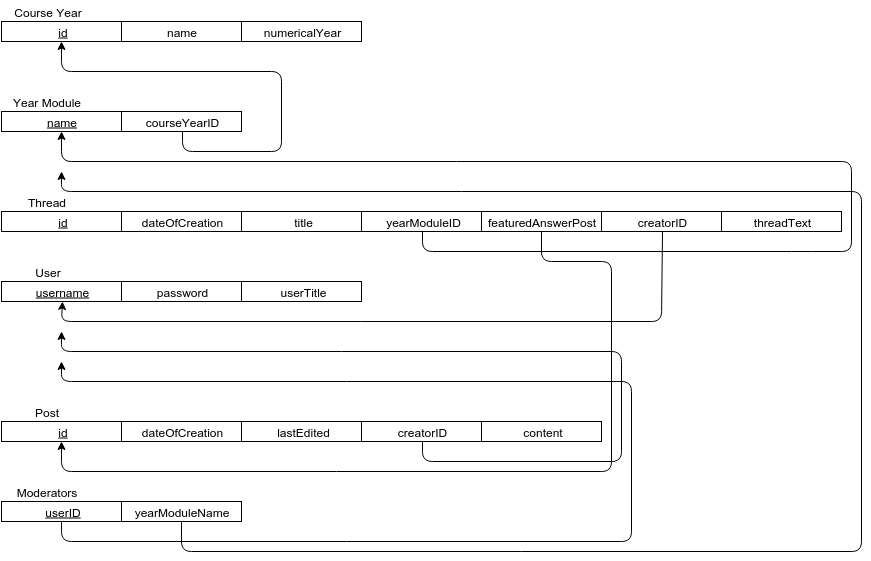 Course Year
id name numericalYear
Year Module
name courseYearID
Thread
id dateOfCreation title yearModuleID featuredAnswerPost creatorID threadText
User
username password userTitle
Post
id dateOfCreation lastEdited creatorID content
Moderators
userID yearModuleName